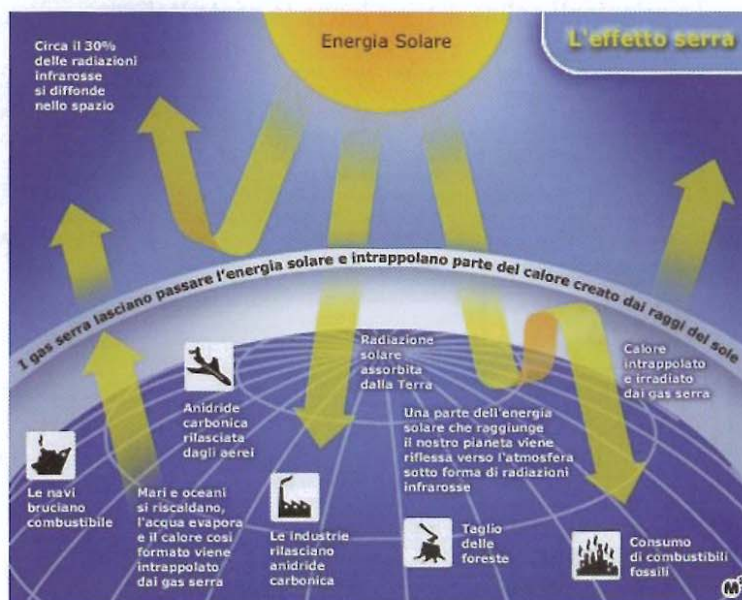 Circa il 30%
delle radiazioni
infrarosse
si diffonde
nello spazio
Energia Solare
L'effetto serra
I gas serra lasciano passare l'energia solare e intrappolano parte del calore creato dai raggi del sole
Radiazione
solare
assorbita
dalla Terra
Calore
intrappolato
e irradiato
dai gas serra
Anidride
carbonica
rilasciata
dagli aerei
Una parte dell'energia
solare che raggiunge
il nostro pianeta viene
riflessa verso l'atmosfera
sotto forma di radiazioni
infrarosse
Le navi
bruciano
combustibile
Mari e oceani
si riscaldano,
l'acqua evapora
e il calore così
formato viene
intrappolato
dai gas serra
Le industrie
rilasciano
anidride
carbonica
Taglio
delle
foreste
Consumo
di combustibili
fossili